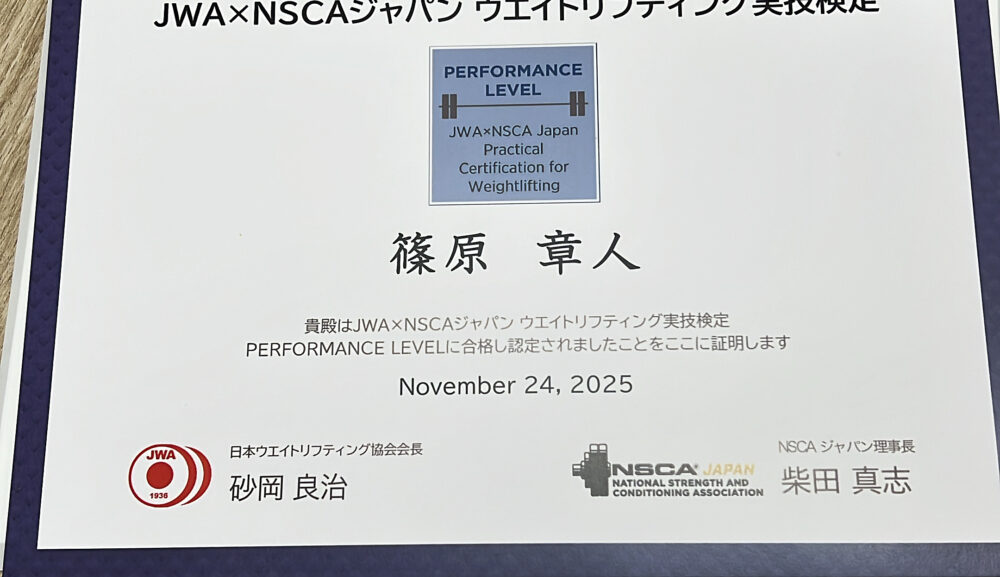 JWA×NSCAジャパン ウエイトリフティング実技検定
PERFORMANCE
LEVEL
JWA×NSCA Japan
Practical
Certification for
Weightlifting
篠原 章人
貴殿はJWA×NSCAジャパン ウエイトリフティング実技検定
PERFORMANCE LEVELに合格し認定されましたことをここに証明します
November 24, 2025
JWA
1936
日本ウエイトリフティング協会会長
砂岡 良治
NSCA JAPAN
NATIONAL STRENGTH AND
CONDITIONING ASSOCIATION
NSCA ジャパン理事長
柴田 真志